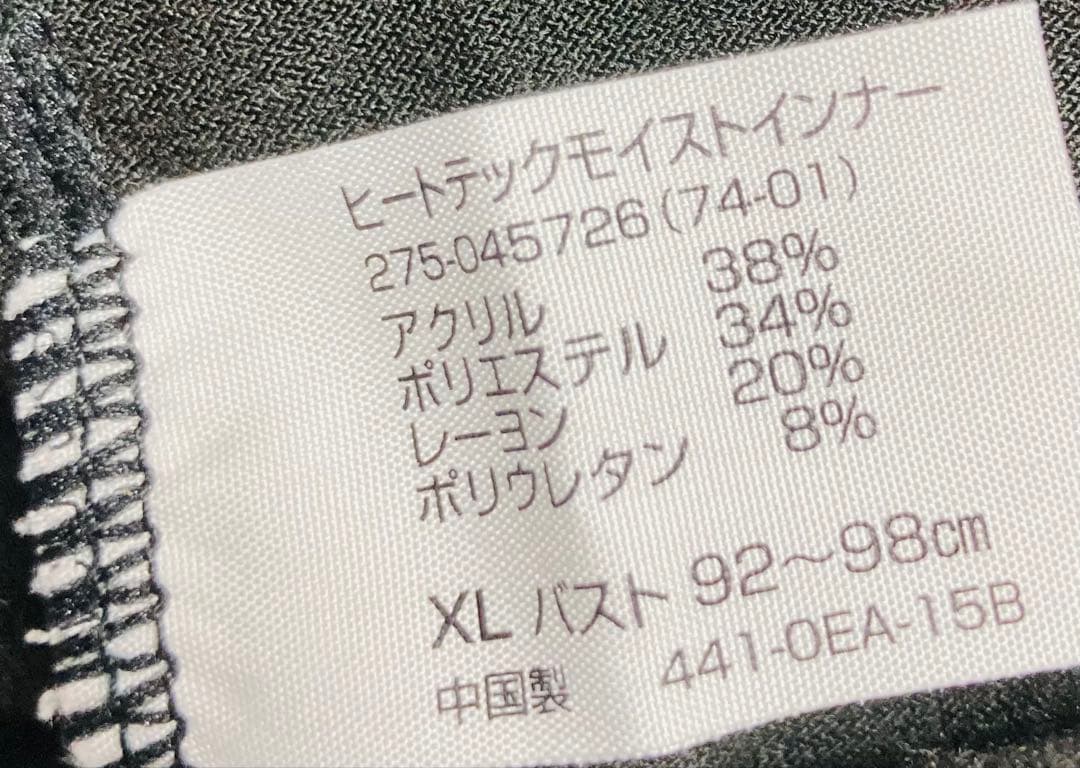 ヒートテックモイストインナー
275-045726(74-01)
アクリル 38%
ポリエステル 34%
レーヨン 20%
ポリウレタン 8%
XL バスト 92～98cm
中国製 441-0EA-15B